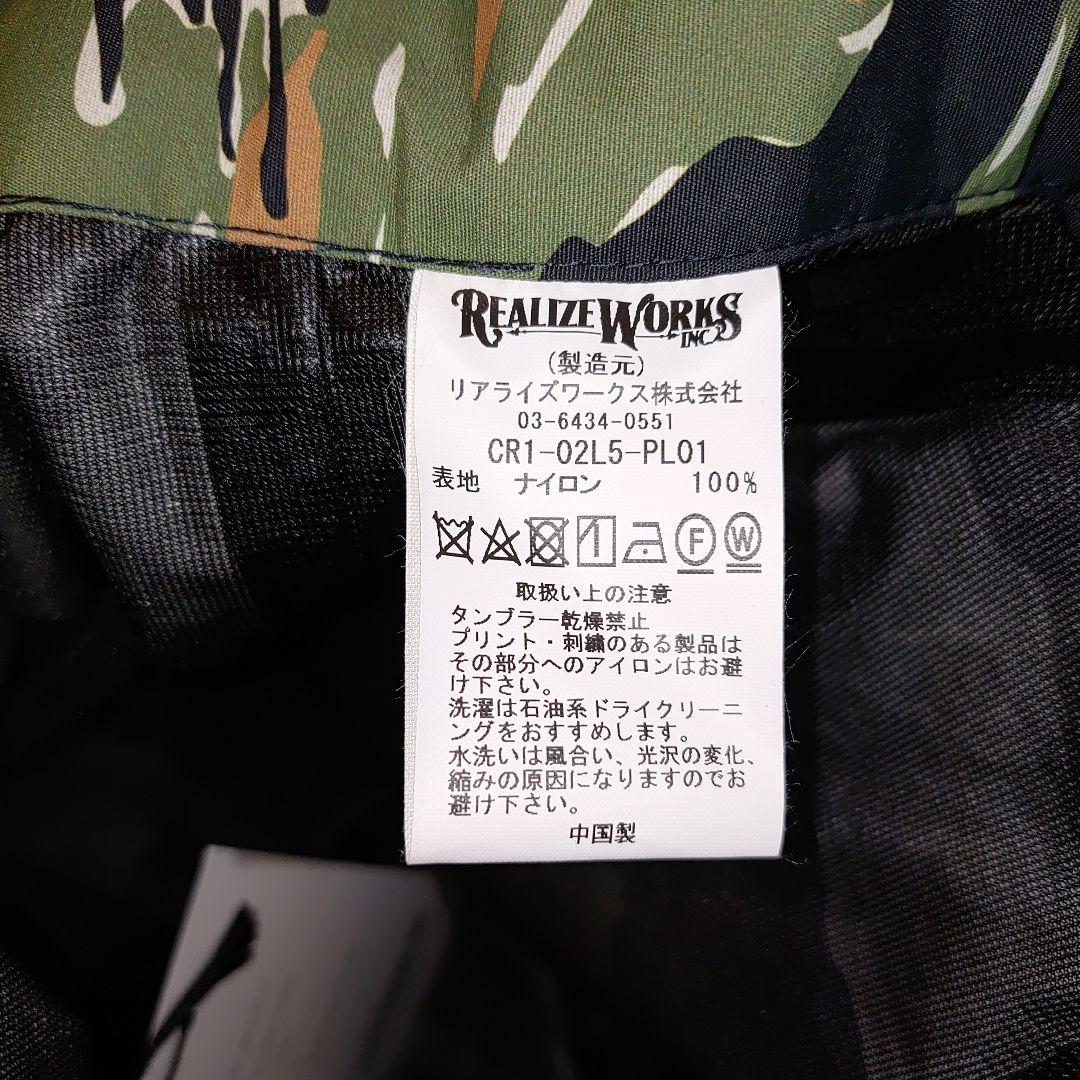 REALIZE WORKS
INC
(製造元)
リアライズワークス株式会社
03-6434-0551
CR1-02L5-PL01
表地 ナイロン 100%
F W
取扱い上の注意
タンブラー乾燥禁止
プリント・刺繍のある製品は
その部分へのアイロンはお避
け下さい。
洗濯は石油系ドライクリーニ
ングをおすすめします。
水洗いは風合い、光沢の変化、
縮みの原因になりますのでお
避け下さい。
中国製